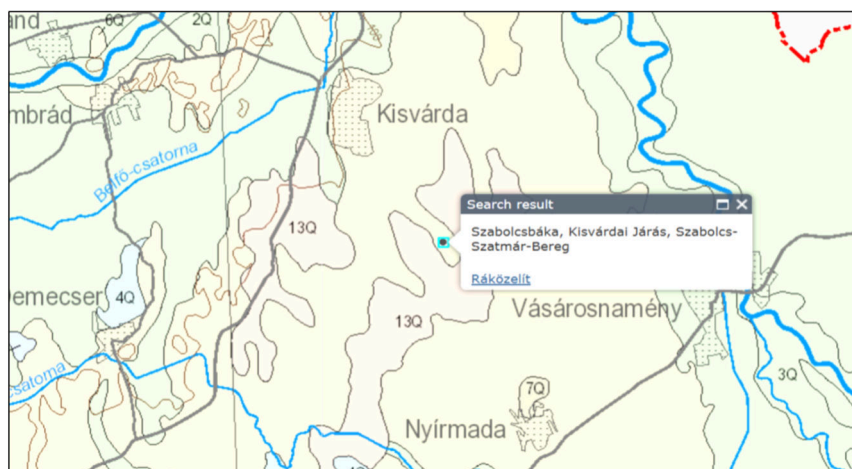 and
6Q
2Q
mbrád
Kisvárda
Belfő-csatorna
Search result
Szabolcsbáka, Kisvárdai Járás, Szabolcs-
Szatmár-Bereg
Ráközelít
13Q
13Q
Demecser
4Q
Vásárosnamény
csatorna
3Q
7Q
Nyírmada